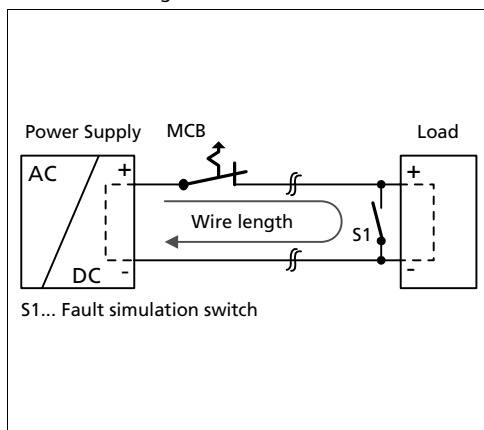 Power Supply MCB Load
AC + +
Wire length
S1
DC - -
S1... Fault simulation switch